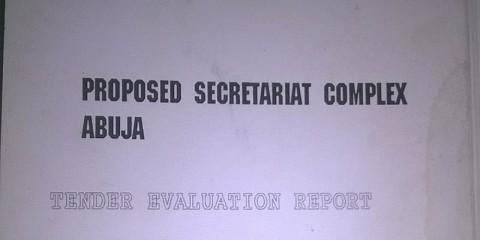 PROPOSED SECRETARIAT COMPLEX
ABUJA
TENDER EVALUATION REPORT